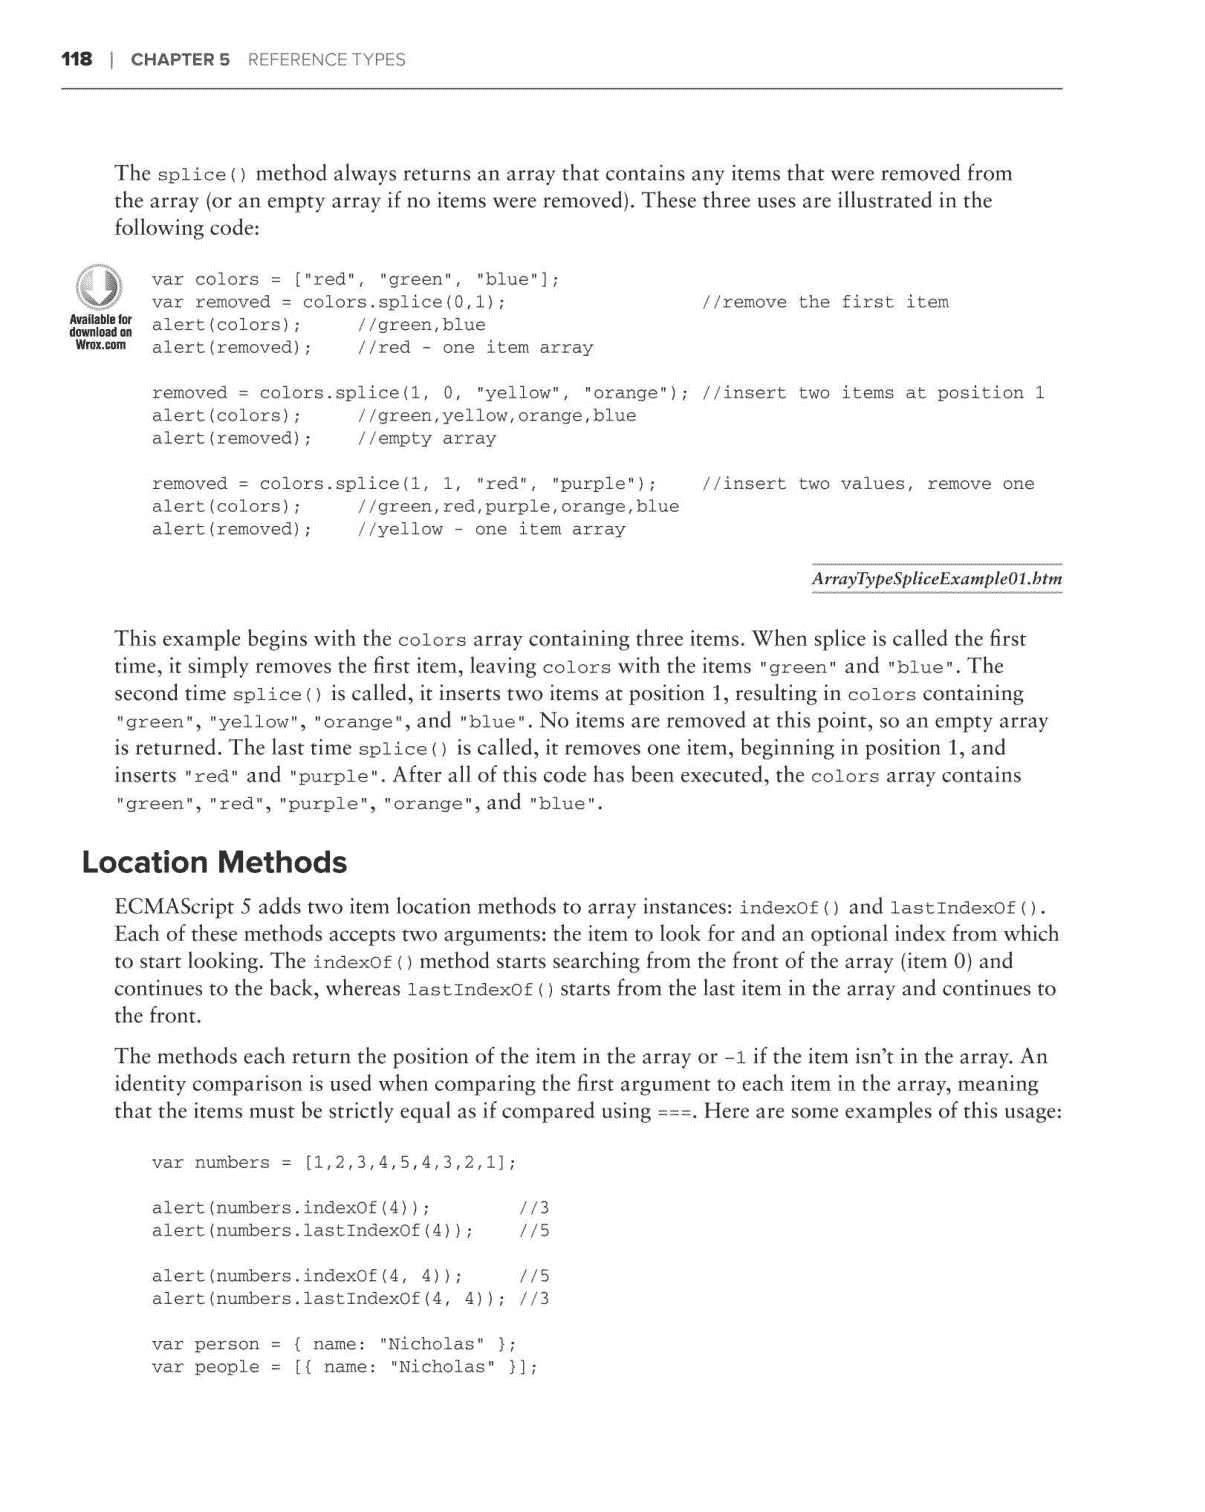 118 | CHAPTER 5 REFERENCE TYPES
The splice() method always returns an array that contains any items that were removed from
the array (or an empty array if no items were removed). These three uses are illustrated in the
following code:
Available for
download on
Wrox.com
var colors = ["red", "green", "blue"];
var removed = colors.splice(0,1);                  //remove the first item
alert(colors);     //green,blue
alert(removed);    //red - one item array
removed = colors.splice(1, 0, "yellow", "orange"); //insert two items at position 1
alert(colors);     //green,yellow,orange,blue
alert(removed);    //empty array
removed = colors.splice(1, 1, "red", "purple");    //insert two values, remove one
alert(colors);     //green,red,purple,orange,blue
alert(removed);    //yellow - one item array
ArrayTypeSpliceExample01.htm
This example begins with the colors array containing three items. When splice is called the first
time, it simply removes the first item, leaving colors with the items "green" and "blue". The
second time splice() is called, it inserts two items at position 1, resulting in colors containing
"green", "yellow", "orange", and "blue". No items are removed at this point, so an empty array
is returned. The last time splice() is called, it removes one item, beginning in position 1, and
inserts "red" and "purple". After all of this code has been executed, the colors array contains
"green", "red", "purple", "orange", and "blue".
Location Methods
ECMAScript 5 adds two item location methods to array instances: indexOf() and lastIndexOf().
Each of these methods accepts two arguments: the item to look for and an optional index from which
to start looking. The indexOf() method starts searching from the front of the array (item 0) and
continues to the back, whereas lastIndexOf() starts from the last item in the array and continues to
the front.
The methods each return the position of the item in the array or -1 if the item isn't in the array. An
identity comparison is used when comparing the first argument to each item in the array, meaning
that the items must be strictly equal as if compared using ===. Here are some examples of this usage:
var numbers = [1,2,3,4,5,4,3,2,1];
alert(numbers.indexOf(4));        //3
alert(numbers.lastIndexOf(4));    //5
alert(numbers.indexOf(4, 4));     //5
alert(numbers.lastIndexOf(4, 4)); //3
var person = { name: "Nicholas" };
var people = [{ name: "Nicholas" }];